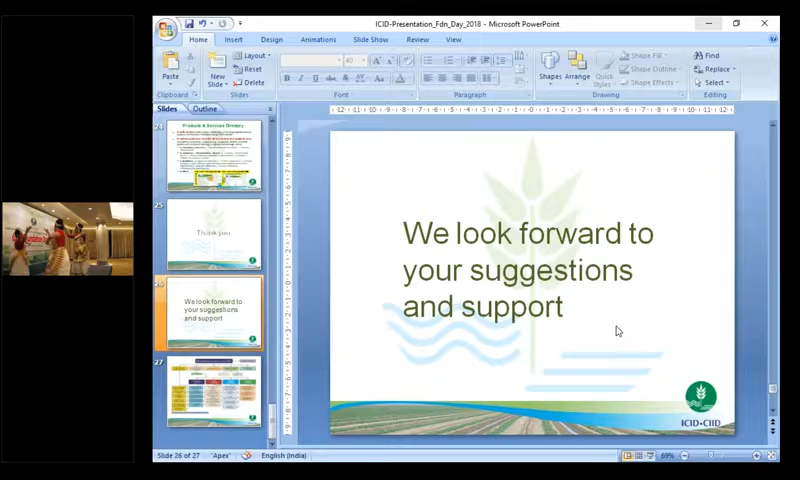 ICID-Presentation_Fdn_Day_2018 - Microsoft PowerPoint
Home Insert Design Animations Slide Show Review View
Paste
Clipboard
New Slide
Layout
Reset
Delete
Slides
40
Font
Paragraph
Shapes
Arrange
Quick Styles
Shape Fill
Shape Outline
Shape Effects
Drawing
Find
Replace
Select
Editing
Slides Outline
24
Products & Services Directory
25
Thank you
26
We look forward to
your suggestions
and support
27
We look forward to
your suggestions
and support
ICID•CIID
Slide 26 of 27 "Apex" English (India) 69%